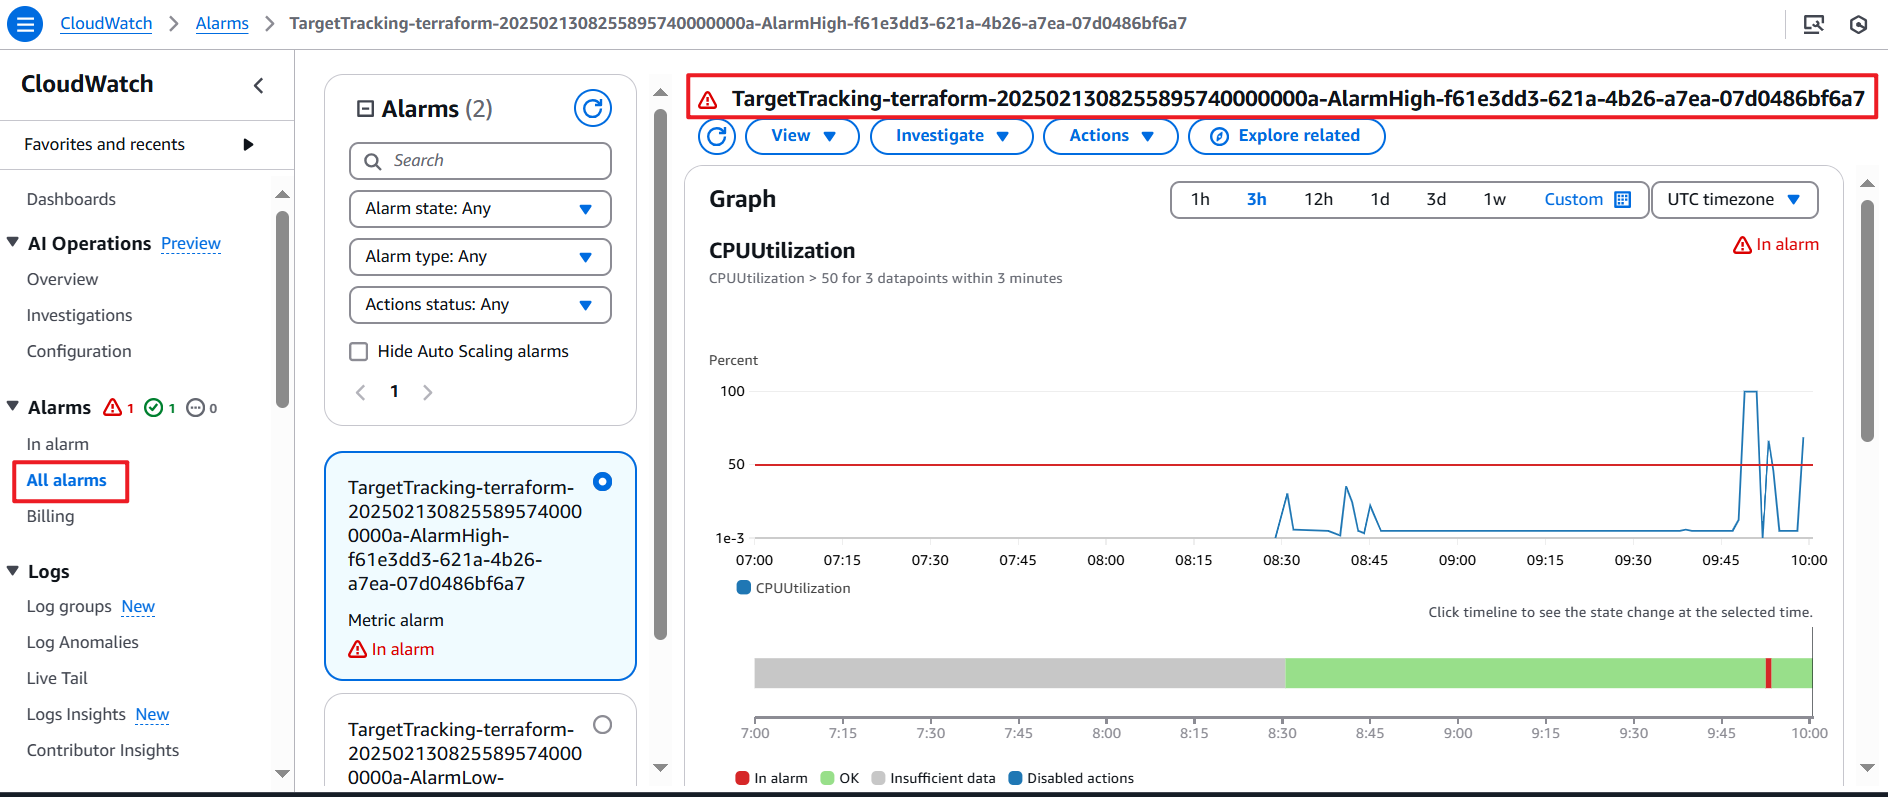 CloudWatch > Alarms > TargetTracking-terraform-20250213082558957400000000a-AlarmHigh-f61e3dd3-621a-4b26-a7ea-07d0486bf6a7
CloudWatch
Favorites and recents
Dashboards
AI Operations Preview
Overview
Investigations
Configuration
Alarms 1 1 0
In alarm
All alarms
Billing
Logs
Log groups New
Log Anomalies
Live Tail
Logs Insights New
Contributor Insights
Alarms (2)
Search
Alarm state: Any
Alarm type: Any
Actions status: Any
Hide Auto Scaling alarms
1
TargetTracking-terraform-
202502130825589574000
0000a-AlarmHigh-
f61e3dd3-621a-4b26-
a7ea-07d0486bf6a7
Metric alarm
In alarm
TargetTracking-terraform-
202502130825589574000
0000a-AlarmLow-
TargetTracking-terraform-20250213082558957400000000a-AlarmHigh-f61e3dd3-621a-4b26-a7ea-07d0486bf6a7
View
Investigate
Actions
Explore related
Graph
1h 3h 12h 1d 3d 1w Custom
UTC timezone
CPUUtilization
In alarm
CPUUtilization > 50 for 3 datapoints within 3 minutes
Percent
100
50
1e-3
07:00 07:15 07:30 07:45 08:00 08:15 08:30 08:45 09:00 09:15 09:30 09:45 10:00
CPUUtilization
Click timeline to see the state change at the selected time.
7:00 7:15 7:30 7:45 8:00 8:15 8:30 8:45 9:00 9:15 9:30 9:45 10:00
In alarm OK Insufficient data Disabled actions